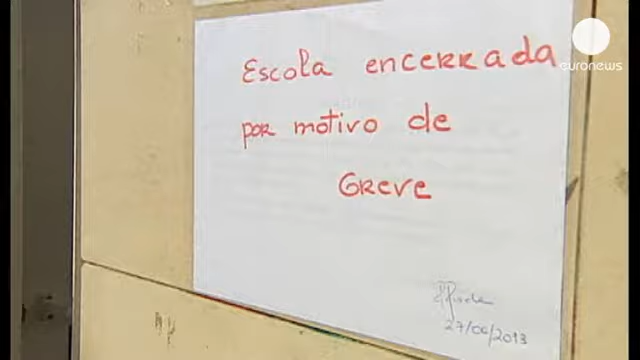 Escola encerrada
por motivo de
Greve
27/06/2013
euronews